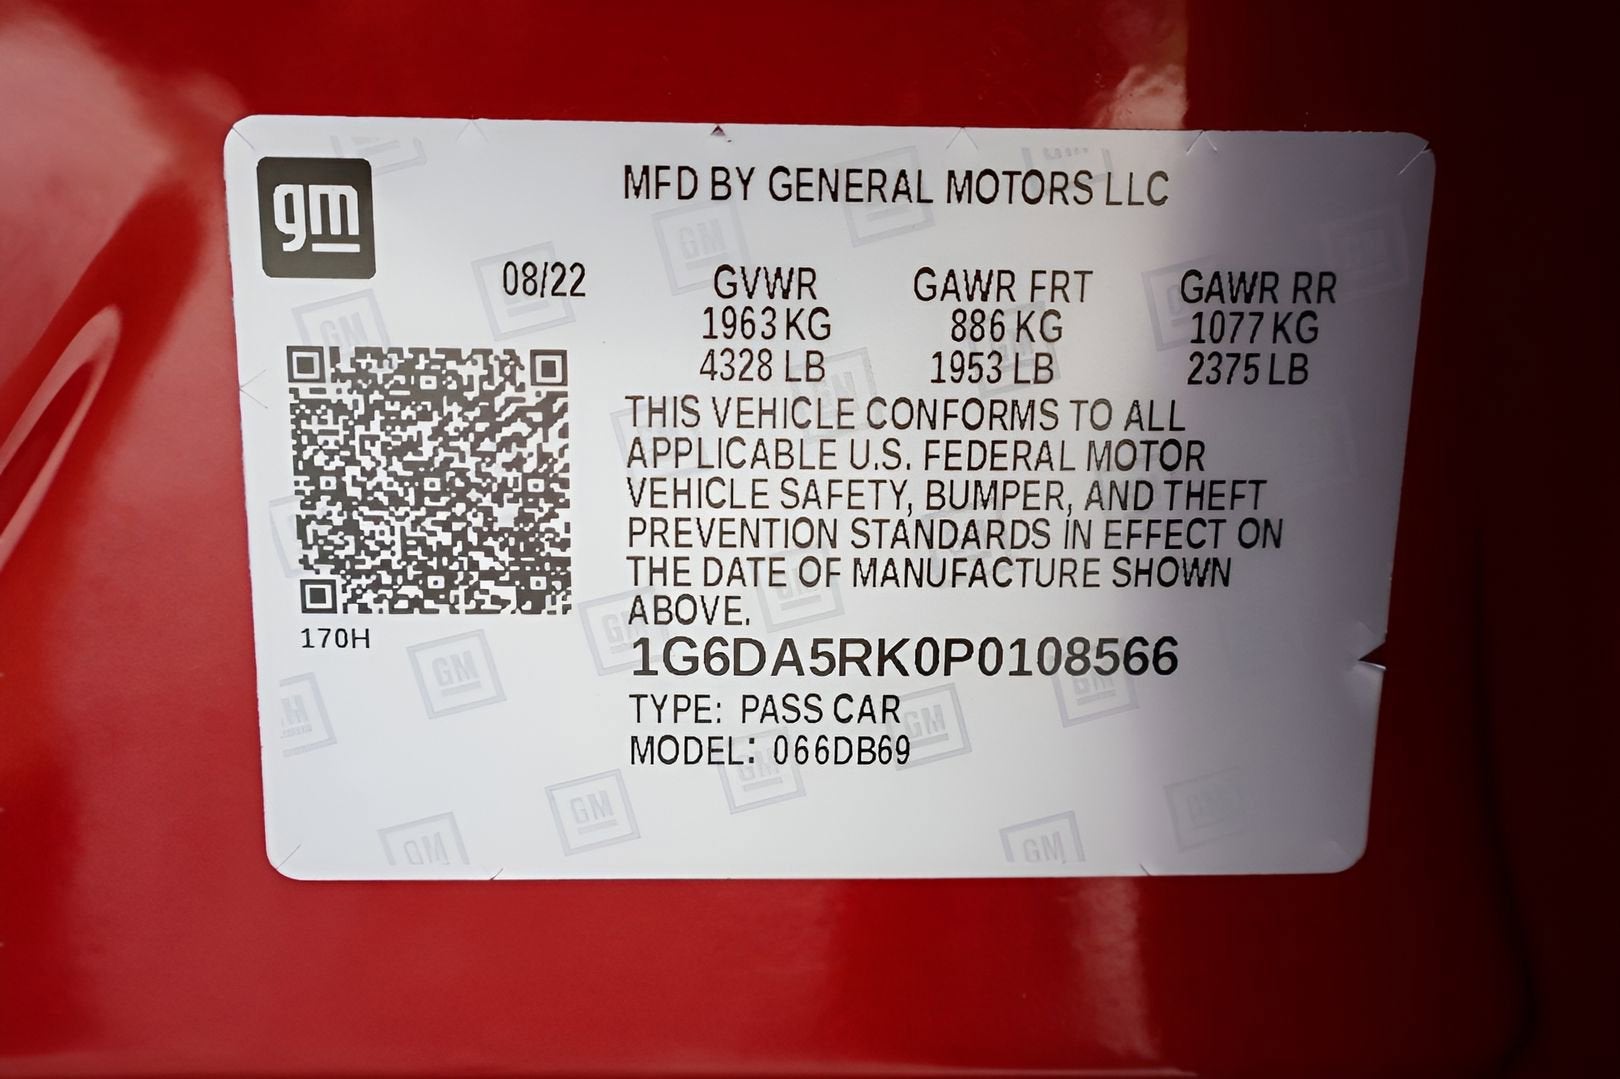 gm
MFD BY GENERAL MOTORS LLC
08/22 GVWR GAWR FRT GAWR RR
1963 KG 886 KG 1077 KG
4328 LB 1953 LB 2375 LB
THIS VEHICLE CONFORMS TO ALL
APPLICABLE U.S. FEDERAL MOTOR
VEHICLE SAFETY, BUMPER, AND THEFT
PREVENTION STANDARDS IN EFFECT ON
THE DATE OF MANUFACTURE SHOWN
ABOVE.
170H
1G6DA5RK0P0108566
TYPE: PASS CAR
MODEL: 066DB69